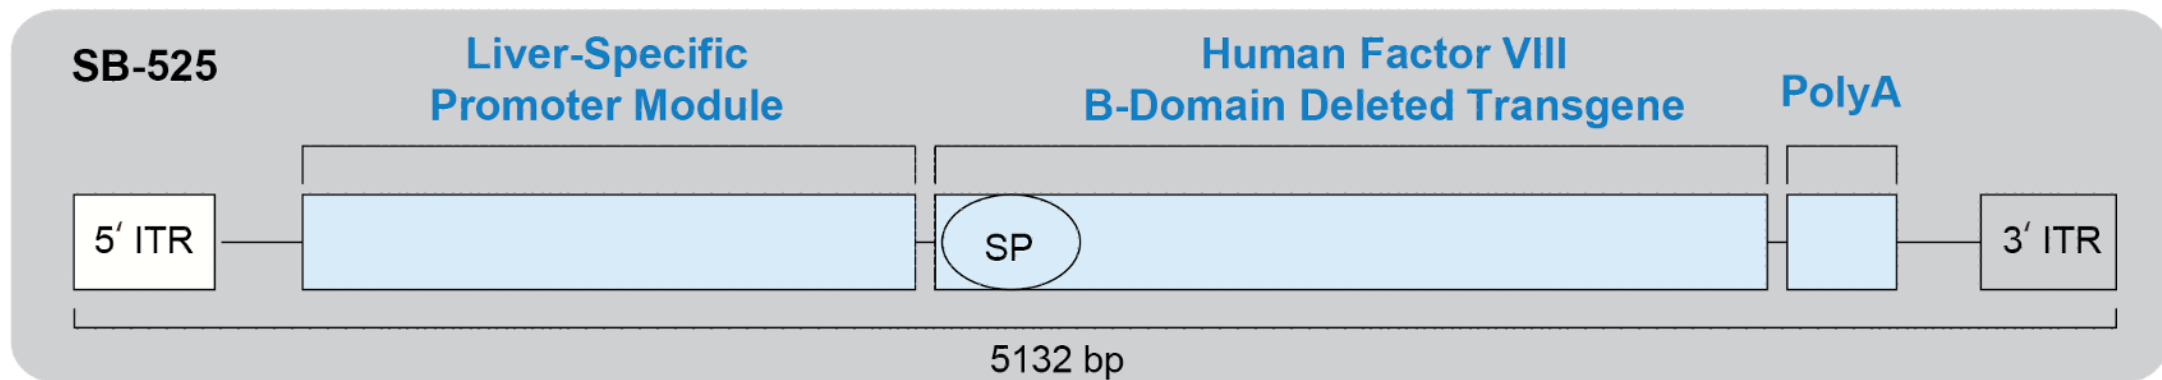 SB-525
Liver-Specific
Promoter Module
Human Factor VIII
B-Domain Deleted Transgene
PolyA
5′ ITR
SP
3′ ITR
5132 bp